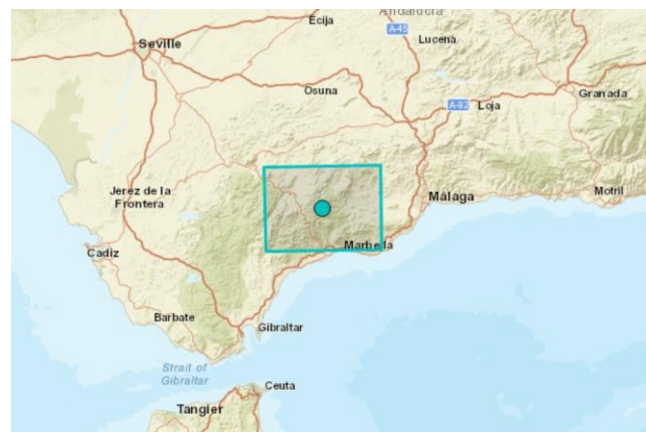 Andalucía
Ecija
A-45
Seville
Lucena
Osuna
Granada
A-92
Loja
Jerez de la
Frontera
Málaga
Motril
Marbella
Cadiz
Barbate
Gibraltar
Strait of
Gibraltar
Ceuta
Tangier